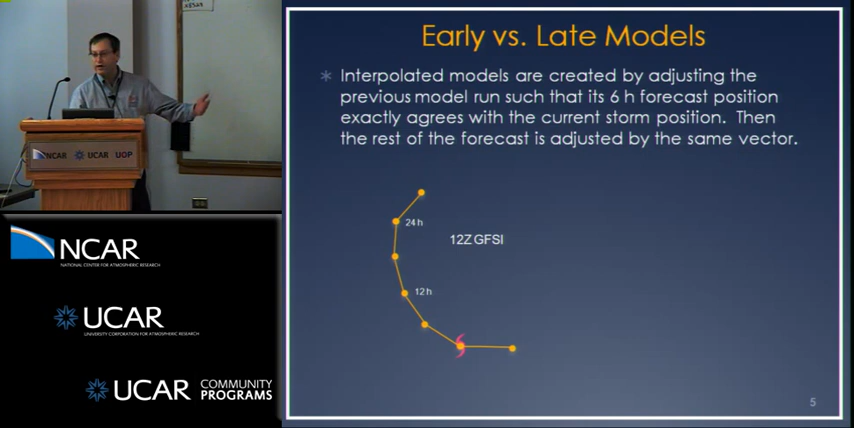 NCAR UCAR UOP
NCAR
NATIONAL CENTER FOR ATMOSPHERIC RESEARCH
UCAR
UNIVERSITY CORPORATION FOR ATMOSPHERIC RESEARCH
UCAR COMMUNITY PROGRAMS
Early vs. Late Models
Interpolated models are created by adjusting the
previous model run such that its 6 h forecast position
exactly agrees with the current storm position. Then
the rest of the forecast is adjusted by the same vector.
24 h
12Z GFSI
12 h
5